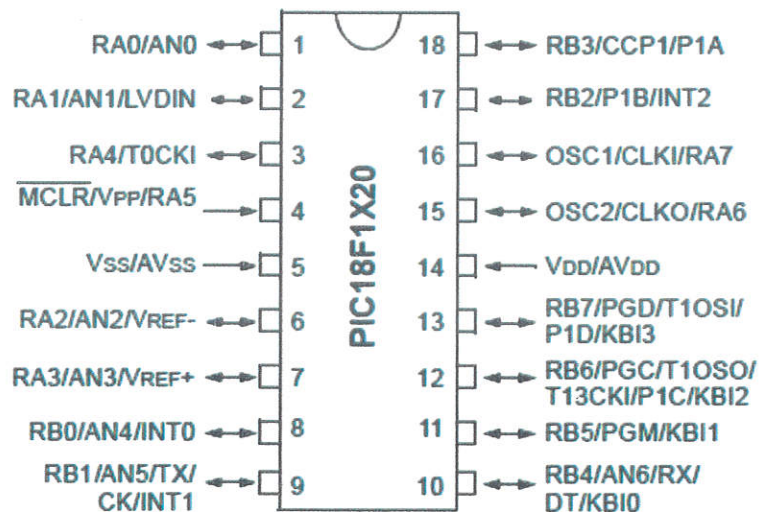 RA0/AN0 1 18 RB3/CCP1/P1A
RA1/AN1/LVDIN 2 17 RB2/P1B/INT2
RA4/T0CKI 3 16 OSC1/CLKI/RA7
MCLR/VPP/RA5 4 15 OSC2/CLKO/RA6
VSS/AVSS 5 14 VDD/AVDD
RA2/AN2/VREF- 6 13 RB7/PGD/T1OSI/
P1D/KBI3
RA3/AN3/VREF+ 7 12 RB6/PGC/T1OSO/
T13CKI/P1C/KBI2
RB0/AN4/INT0 8 11 RB5/PGM/KBI1
RB1/AN5/TX/
CK/INT1 9 10 RB4/AN6/RX/
DT/KBI0
PIC18F1X20